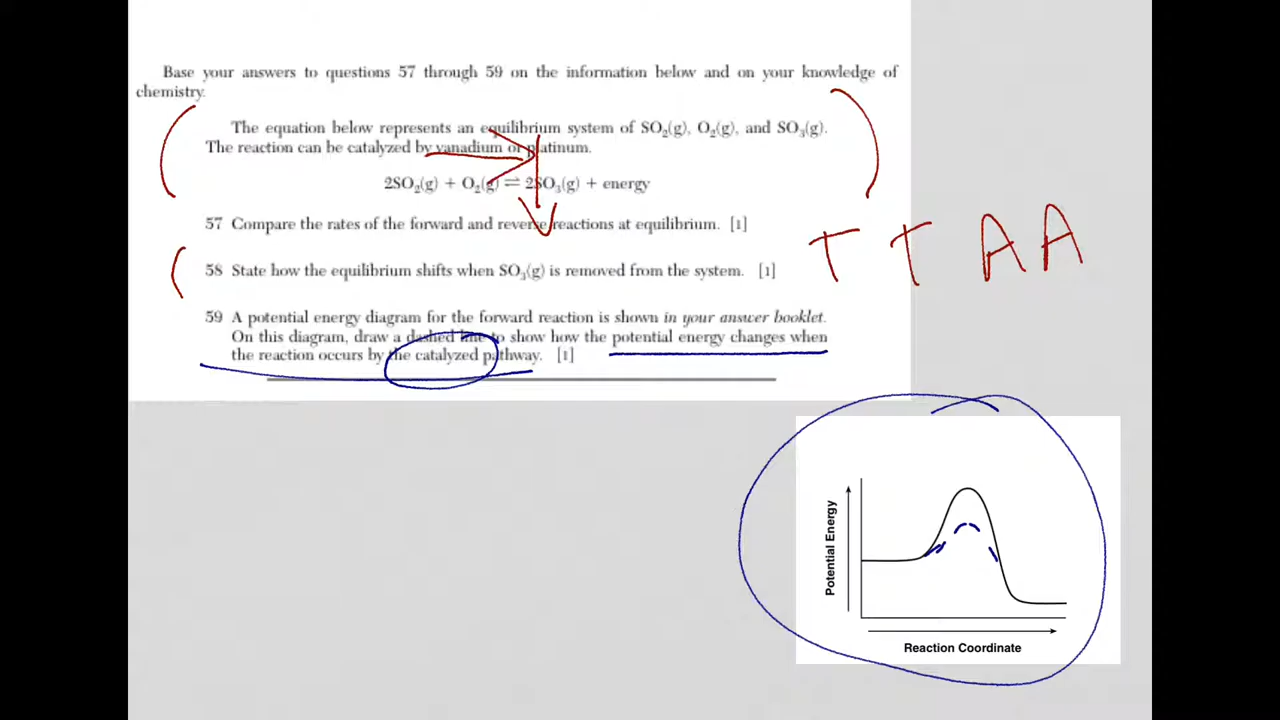 Base your answers to questions 57 through 59 on the information below and on your knowledge of
chemistry.
The equation below represents an equilibrium system of SO₂(g), O₂(g), and SO₃(g).
The reaction can be catalyzed by vanadium or platinum.
2SO₂(g) + O₂(g) ⇌ 2SO₃(g) + energy
57 Compare the rates of the forward and reverse reactions at equilibrium. [1]
T T A A
58 State how the equilibrium shifts when SO₃(g) is removed from the system. [1]
59 A potential energy diagram for the forward reaction is shown in your answer booklet.
On this diagram, draw a dashed line to show how the potential energy changes when
the reaction occurs by the catalyzed pathway. [1]
Potential Energy
Reaction Coordinate